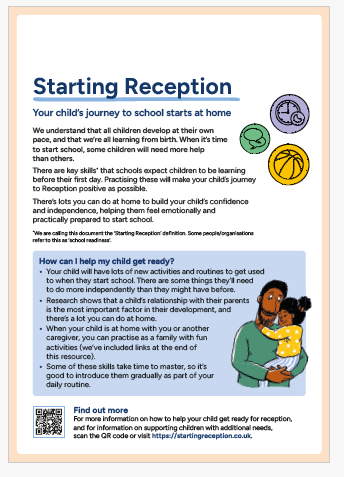 Starting Reception
Your child's journey to school starts at home
We understand that all children develop at their own
pace, and that we're all learning from birth. When it's time
to start school, some children will need more help
than others.
There are key skills* that schools expect children to be learning
before their first day. Practising these will make your child's journey
to Reception positive as possible.
There's lots you can do at home to build your child's confidence
and independence, helping them feel emotionally and
practically prepared to start school.
*We are calling this document the 'Starting Reception' definition. Some people/organisations
refer to this as 'school readiness'.
How can I help my child get ready?
• Your child will have lots of new activities and routines to get used
to when they start school. There are some things they'll need
to do more independently than they might have before.
• Research shows that a child's relationship with their parents
is the most important factor in their development, and
there's a lot you can do at home.
• When your child is at home with you or another
caregiver, you can practise as a family with fun
activities (we've included links at the end of
this resource).
• Some of these skills take time to master, so it's
good to introduce them gradually as part of your
daily routine.
Find out more
For more information on how to help your child get ready for reception,
and for information on supporting children with additional needs,
scan the QR code or visit https://startingreception.co.uk.